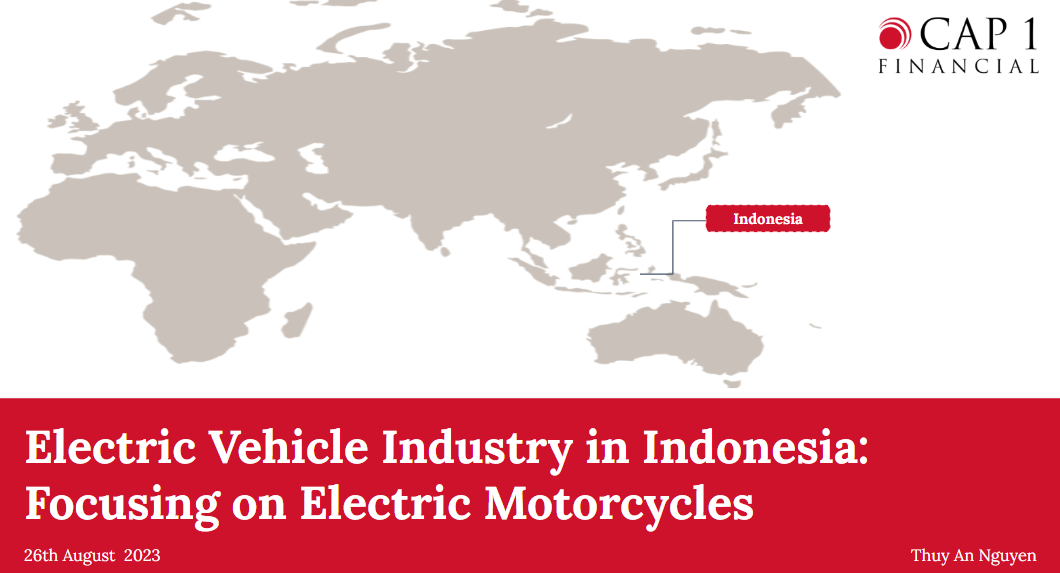 CAP 1
FINANCIAL
Indonesia
Electric Vehicle Industry in Indonesia:
Focusing on Electric Motorcycles
26th August 2023
Thuy An Nguyen